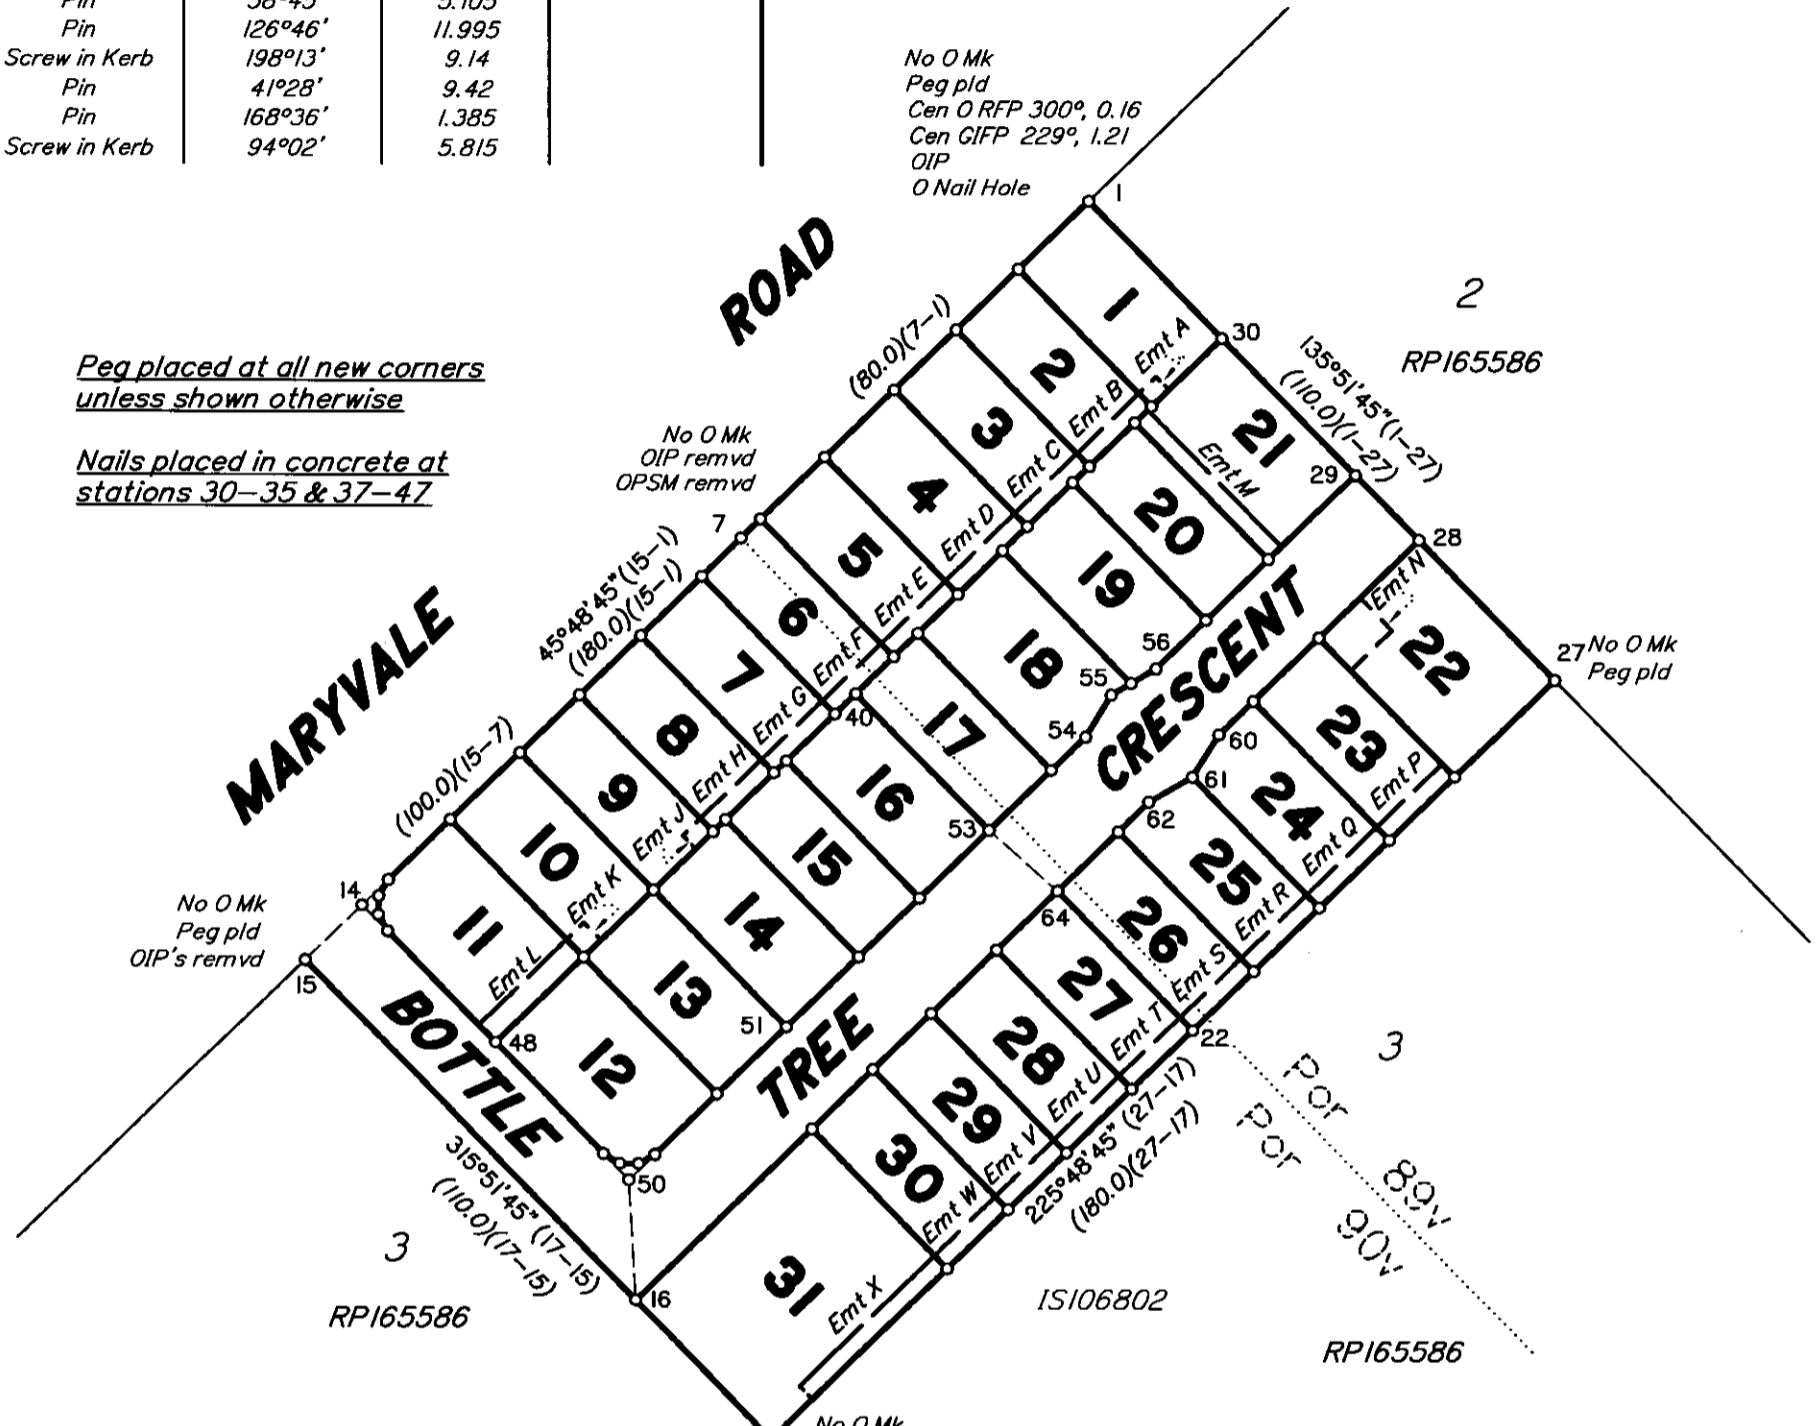 Pin 58°45' 5.105
Pin 126°46' 11.995
Screw in Kerb 198°13' 9.14
Pin 41°28' 9.42
Pin 168°36' 1.385
Screw in Kerb 94°02' 5.815
No O Mk
Peg pld
Cen O RFP 300°, 0.16
Cen GIFP 229°, 1.21
OIP
O Nail Hole
1
ROAD
2
RP165586
Peg placed at all new corners
unless shown otherwise
Nails placed in concrete at
stations 30-35 & 37-47
(80.0)(7-1)
1
Emt A
30
135°51'45"(1-27)
(110.0)(1-27)
2
Emt B
21
Emt M
29
3
Emt C
20
28
No O Mk
OIP remvd
OPSM remvd
7
4
Emt D
19
Emt N
5
Emt E
56
22
27
No O Mk
Peg pld
45°48'45"(15-1)
(180.0)(15-1)
6
Emt F
18
55
54
CRESCENT
MARYVALE
7
Emt G
40
17
60
61
62
23
Emt P
8
Emt H
16
53
24
Emt Q
(100.0)(15-7)
9
Emt J
15
64
25
Emt R
10
Emt K
14
26
Emt S
No O Mk
Peg pld
OIP's remvd
14
15
11
Emt L
48
13
51
27
Emt T
22
BOTTLE
12
50
TREE
28
Emt U
3
Por
89v
Por
90v
225°48'45" (27-17)
(180.0)(27-17)
29
Emt V
30
Emt W
315°51'45" (17-15)
(110.0)(17-15)
3
RP165586
16
31
Emt X
IS106802
RP165586
No O Mk